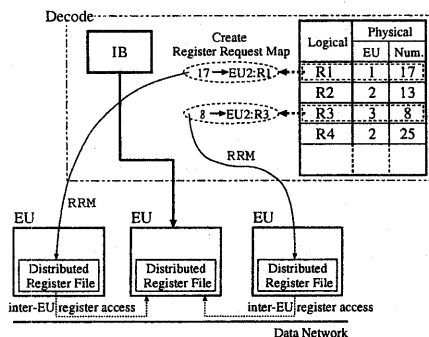 Decode
IB
Create
Register Request Map
17 → EU2:R1
8 → EU2:R3
Logical Physical
EU Num.
R1 1 17
R2 2 13
R3 3 8
R4 2 25
RRM
RRM
EU EU EU
Distributed Register File
Distributed Register File
Distributed Register File
inter-EU register access
inter-EU register access
Data Network